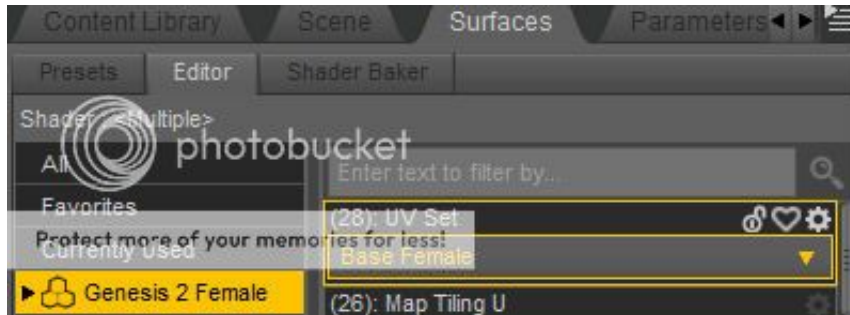 Content Library Scene Surfaces Parameters
Presets Editor Shader Baker
Shader : <Multiple>
photobucket
All
Enter text to filter by...
Favorites
(28): UV Set
Protect more of your memories for less!
Currently Used
Base Female
Genesis 2 Female
(26): Map Tiling U